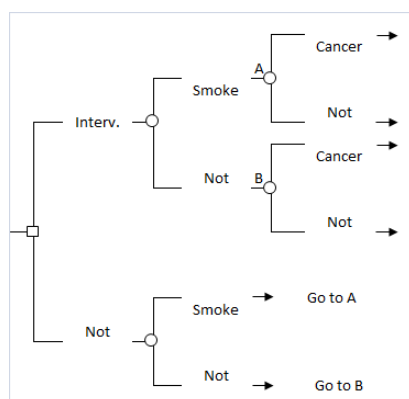 Cancer
A
Smoke
Not
Interv.
Cancer
Not
B
Not
Smoke
Go to A
Not
Not
Go to B